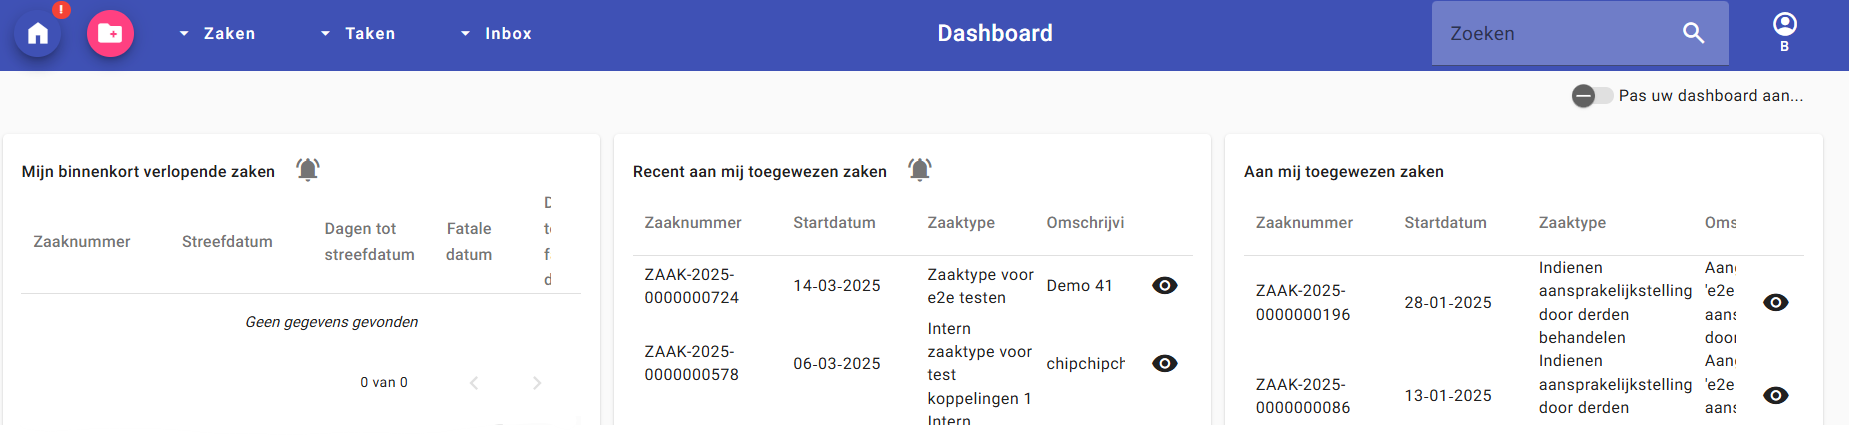 !
Zaken
Taken
Inbox
Dashboard
Zoeken
B
Pas uw dashboard aan...
Mijn binnenkort verlopende zaken
Zaaknummer
Streefdatum
Dagen tot
streefdatum
Fatale
datum
Geen gegevens gevonden
0 van 0
Recent aan mij toegewezen zaken
Zaaknummer
Startdatum
Zaaktype
Omschrijvi
ZAAK-2025-
0000000724
14-03-2025
Zaaktype voor
e2e testen
Demo 41
ZAAK-2025-
0000000578
06-03-2025
Intern
zaaktype voor
test
koppelingen 1
chipchipch
Intern
Aan mij toegewezen zaken
Zaaknummer
Startdatum
Zaaktype
Oms
ZAAK-2025-
0000000196
28-01-2025
Indienen
aansprakelijkstelling
door derden
behandelen
Aan
'e2e
aans
doo
ZAAK-2025-
0000000086
13-01-2025
Indienen
aansprakelijkstelling
door derden
Aan
'e2e
aans